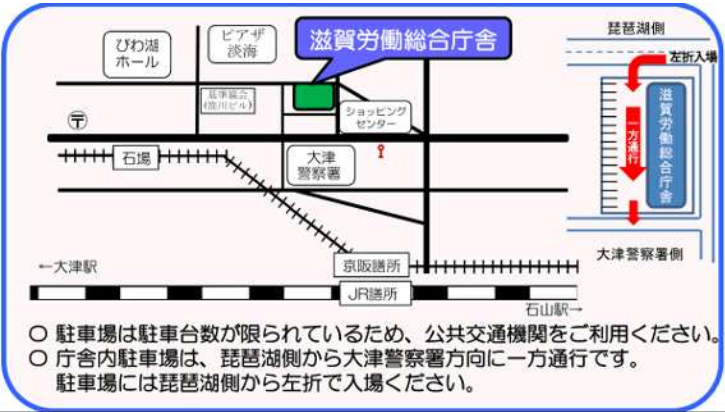 びわ湖
ホール
ピアザ
淡海
滋賀労働総合庁舎
基準協会
(滝川ビル)
ショッピング
センター
〒
石場
大津
警察署
←大津駅
京阪膳所
JR膳所
石山駅→
琵琶湖側
左折入場
一方通行
滋賀労働総合庁舎
大津警察署側
○ 駐車場は駐車台数が限られているため、公共交通機関をご利用ください。
○ 庁舎内駐車場は、琵琶湖側から大津警察署方向に一方通行です。
駐車場には琵琶湖側から左折で入場ください。